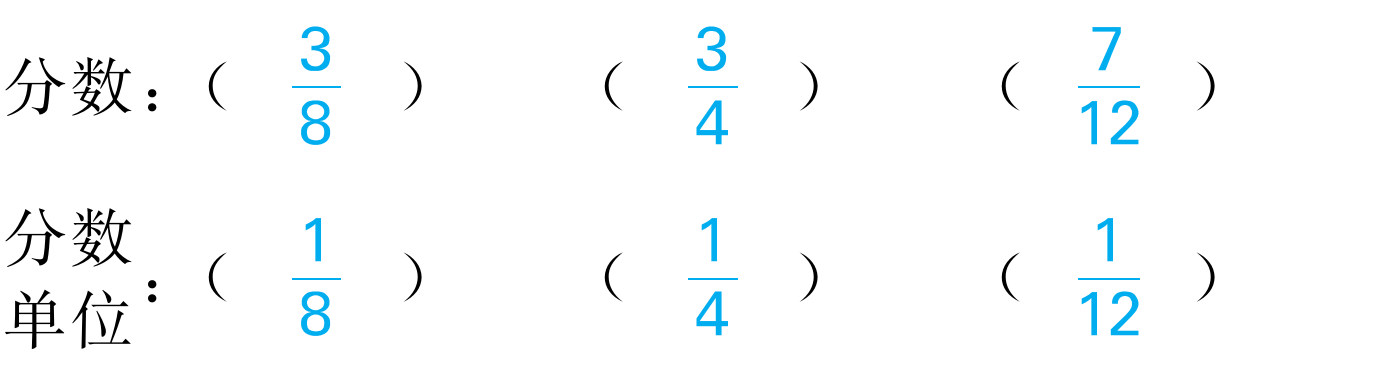 分数：（ 3/8 ） （ 3/4 ） （ 7/12 ）
分数单位：（ 1/8 ） （ 1/4 ） （ 1/12 ）